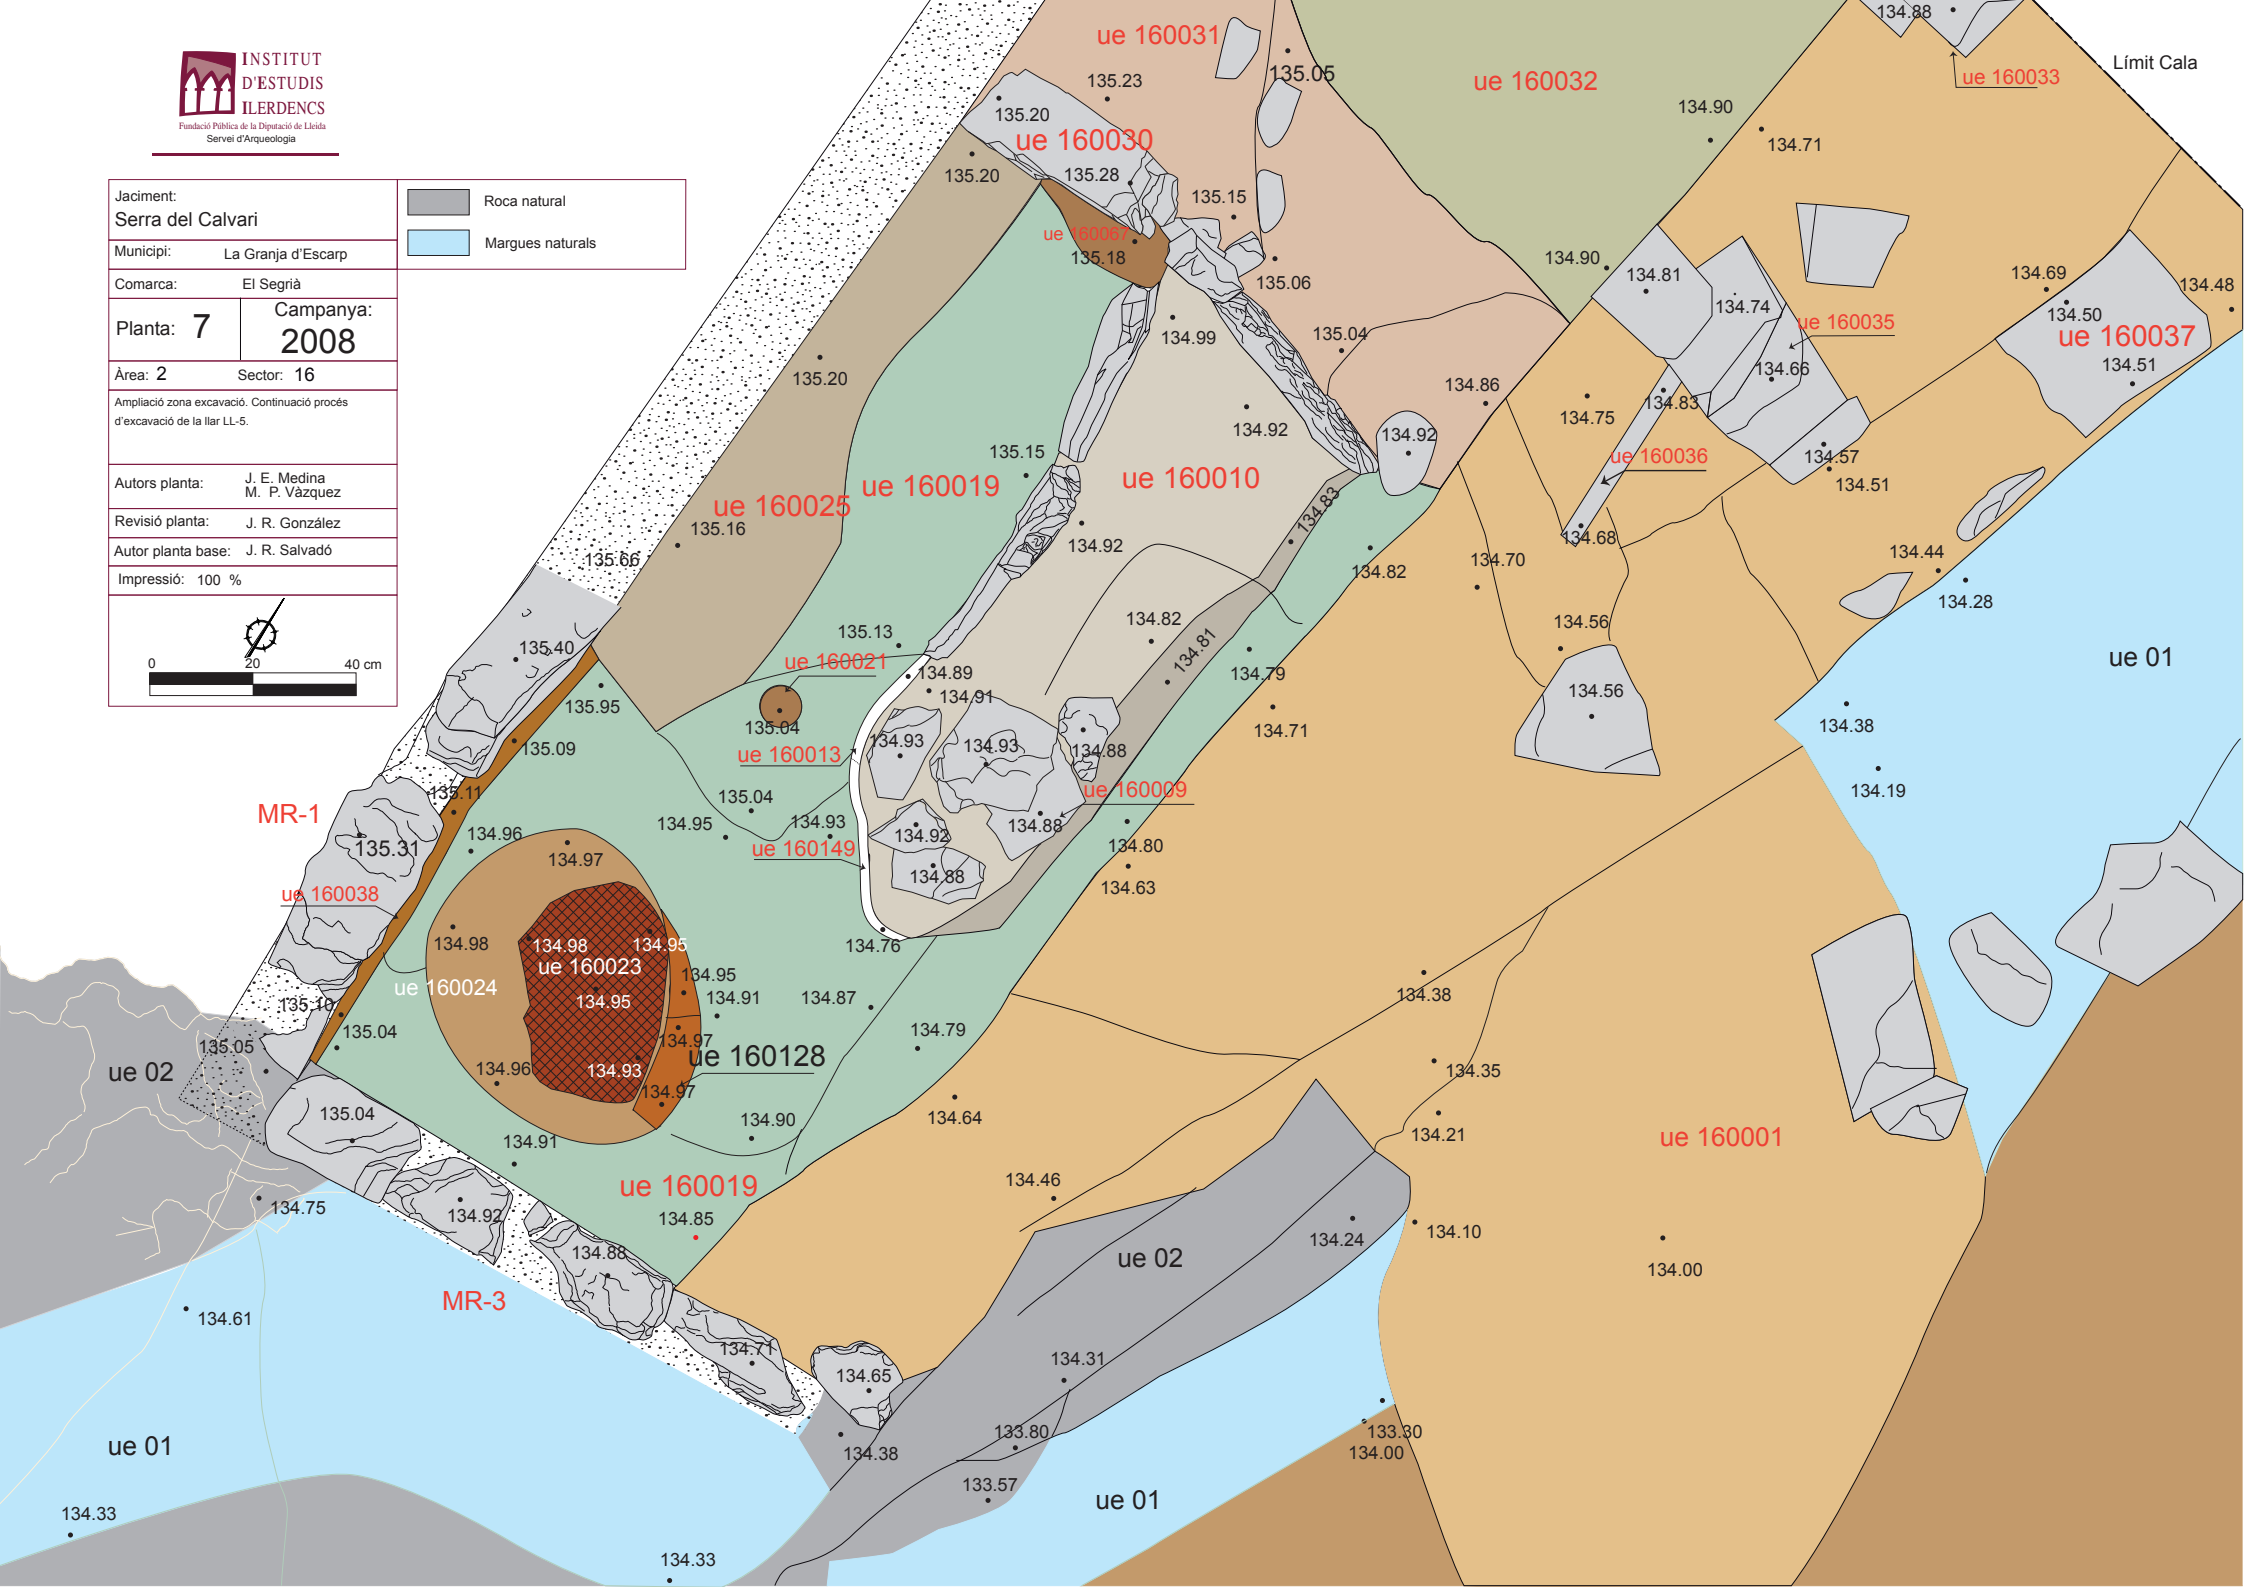 INSTITUT
D'ESTUDIS
ILERDENCS
Fundació Pública de la Diputació de Lleida
Servei d'Arqueologia
Jaciment:
Serra del Calvari
Municipi: La Granja d'Escarp
Comarca: El Segrià
Planta: 7 Campanya: 2008
Àrea: 2 Sector: 16
Ampliació zona excavació. Continuació procés
d'excavació de la llar LL-5.
Autors planta: J. E. Medina
M. P. Vàzquez
Revisió planta: J. R. González
Autor planta base: J. R. Salvadó
Impressió: 100 %
0 20 40 cm
Roca natural
Margues naturals
134.88
ue 160031
Límit Cala
135.05
ue 160033
135.23
ue 160032
134.90
135.20
ue 160030
134.71
135.20
135.28
135.15
ue 160067
135.18
134.90
134.81
134.69
135.06
134.48
134.74
134.50
ue 160035
134.99
135.04
ue 160037
134.66
134.51
135.20
134.86
134.83
134.75
134.92
134.92
135.15
ue 160036
134.57
ue 160010
134.51
ue 160019
ue 160025
134.83
135.16
134.68
134.92
134.44
135.66
134.70
134.82
134.28
134.82
134.56
135.13
135.40
134.81
ue 01
ue 160021
134.89
134.79
134.56
134.91
135.95
134.38
135.04
134.71
134.93
134.93
135.09
134.88
ue 160013
134.19
ue 160009
135.11
135.04
MR-1
134.95
134.93
134.88
134.96
134.92
134.80
135.31
ue 160149
134.97
134.88
134.63
ue 160038
134.98
134.98
134.95
134.76
ue 160023
134.95
ue 160024
134.95
134.91
134.87
134.38
135.10
135.04
134.79
135.05
134.97
ue 160128
ue 02
134.96
134.93
134.35
134.97
135.04
134.64
134.90
134.21
ue 160001
134.91
134.46
ue 160019
134.75
134.92
134.85
134.10
134.24
134.88
ue 02
134.00
MR-3
134.61
134.71
134.31
134.65
133.80
133.30
134.38
134.00
ue 01
133.57
ue 01
134.33
134.33